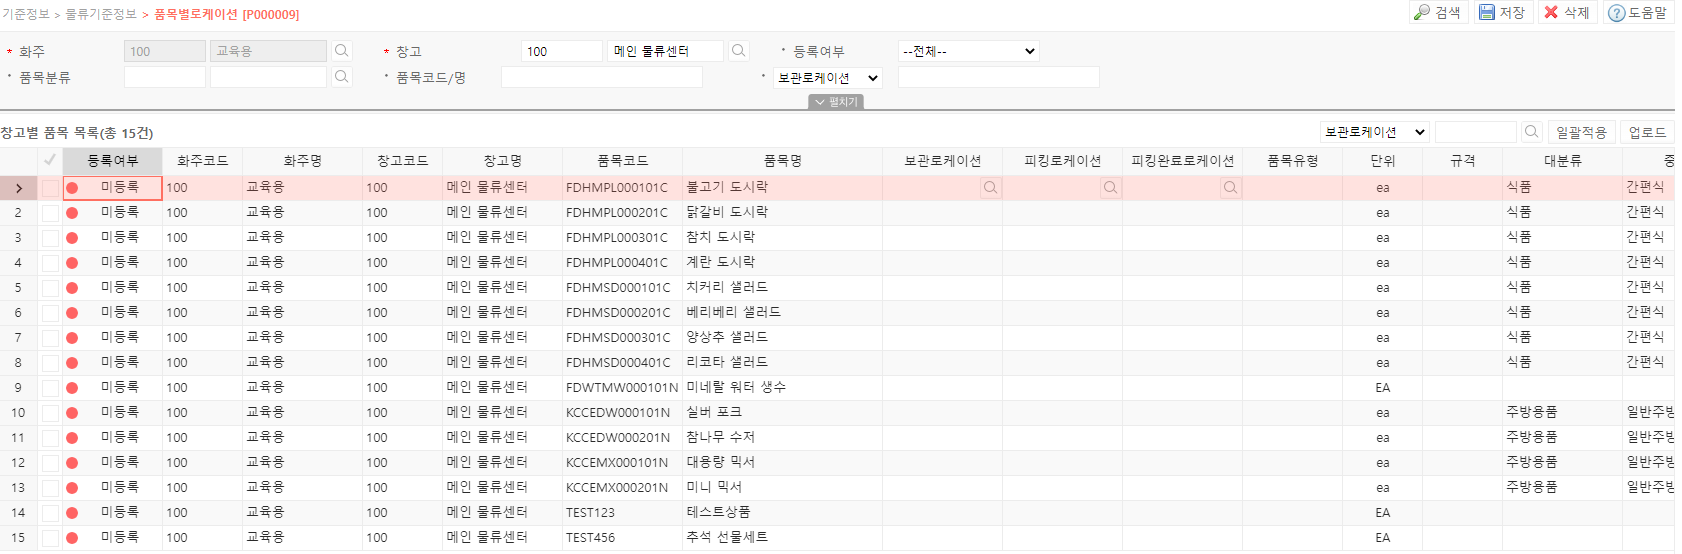 기준정보 > 물류기준정보 > 품목별로케이션 [P000009] 검색 저장 삭제 도움말
* 화주 100 교육용 * 창고 100 메인 물류센터 · 등록여부 --전체--
· 품목분류 · 품목코드/명 · 보관로케이션
펼치기
창고별 품목 목록(총 15건) 보관로케이션 일괄적용 업로드
등록여부 화주코드 화주명 창고코드 창고명 품목코드 품목명 보관로케이션 피킹로케이션 피킹완료로케이션 품목유형 단위 규격 대분류 중
> 미등록 100 교육용 100 메인 물류센터 FDHMPL000101C 불고기 도시락 ea 식품 간편식
2 미등록 100 교육용 100 메인 물류센터 FDHMPL000201C 닭갈비 도시락 ea 식품 간편식
3 미등록 100 교육용 100 메인 물류센터 FDHMPL000301C 참치 도시락 ea 식품 간편식
4 미등록 100 교육용 100 메인 물류센터 FDHMPL000401C 계란 도시락 ea 식품 간편식
5 미등록 100 교육용 100 메인 물류센터 FDHMSD000101C 치커리 샐러드 ea 식품 간편식
6 미등록 100 교육용 100 메인 물류센터 FDHMSD000201C 베리베리 샐러드 ea 식품 간편식
7 미등록 100 교육용 100 메인 물류센터 FDHMSD000301C 양상추 샐러드 ea 식품 간편식
8 미등록 100 교육용 100 메인 물류센터 FDHMSD000401C 리코타 샐러드 ea 식품 간편식
9 미등록 100 교육용 100 메인 물류센터 FDWTMW000101N 미네랄 워터 생수 EA
10 미등록 100 교육용 100 메인 물류센터 KCCEDW000101N 실버 포크 ea 주방용품 일반주방
11 미등록 100 교육용 100 메인 물류센터 KCCEDW000201N 참나무 수저 ea 주방용품 일반주방
12 미등록 100 교육용 100 메인 물류센터 KCCEMX000101N 대용량 믹서 ea 주방용품 일반주방
13 미등록 100 교육용 100 메인 물류센터 KCCEMX000201N 미니 믹서 ea 주방용품 일반주방
14 미등록 100 교육용 100 메인 물류센터 TEST123 테스트상품 EA
15 미등록 100 교육용 100 메인 물류센터 TEST456 추석 선물세트 EA